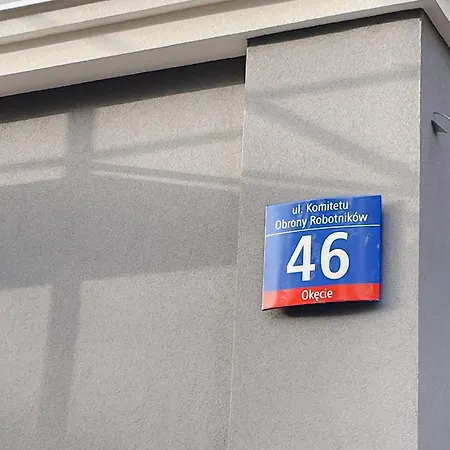 ul. Komitetu
Obrony Robotników
46
Okęcie